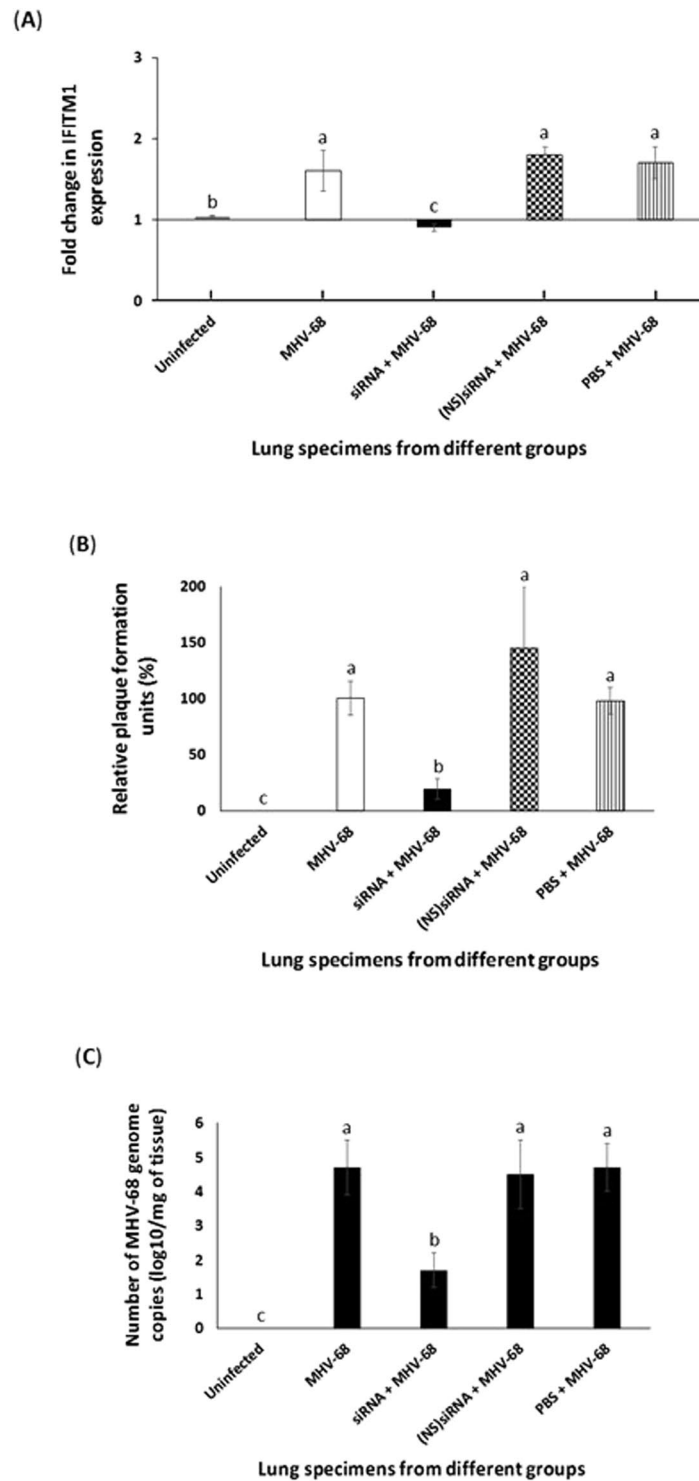 (A)
Fold change in IFITM1
expression
3
2
1
0
b
a
c
a
a
Uninfected
MHV-68
siRNA + MHV-68
(NS)siRNA + MHV-68
PBS + MHV-68
Lung specimens from different groups
(B)
Relative plaque formation
units (%)
200
150
100
50
0
c
a
b
a
a
Uninfected
MHV-68
siRNA + MHV-68
(NS)siRNA + MHV-68
PBS + MHV-68
Lung specimens from different groups
(C)
Number of MHV-68 genome
copies (log10/mg of tissue)
6
5
4
3
2
1
0
c
a
b
a
a
Uninfected
MHV-68
siRNA + MHV-68
(NS)siRNA + MHV-68
PBS + MHV-68
Lung specimens from different groups